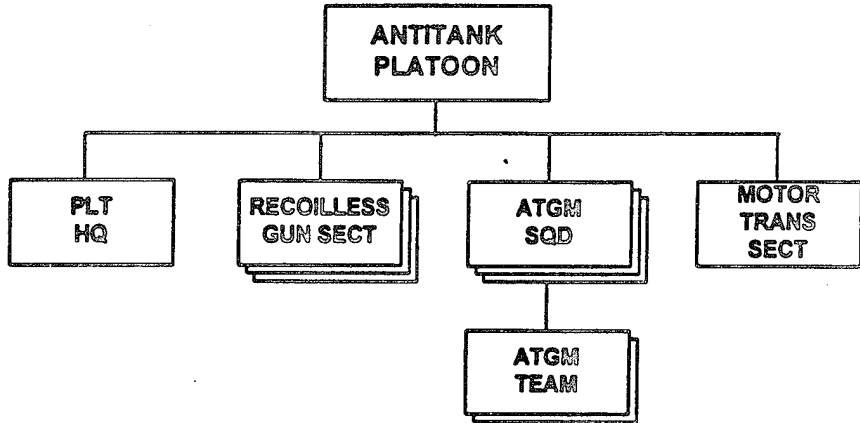 ANTITANK
PLATOON
PLT
HQ
RECOILLESS
GUN SECT
ATGM
SQD
MOTOR
TRANS
SECT
ATGM
TEAM